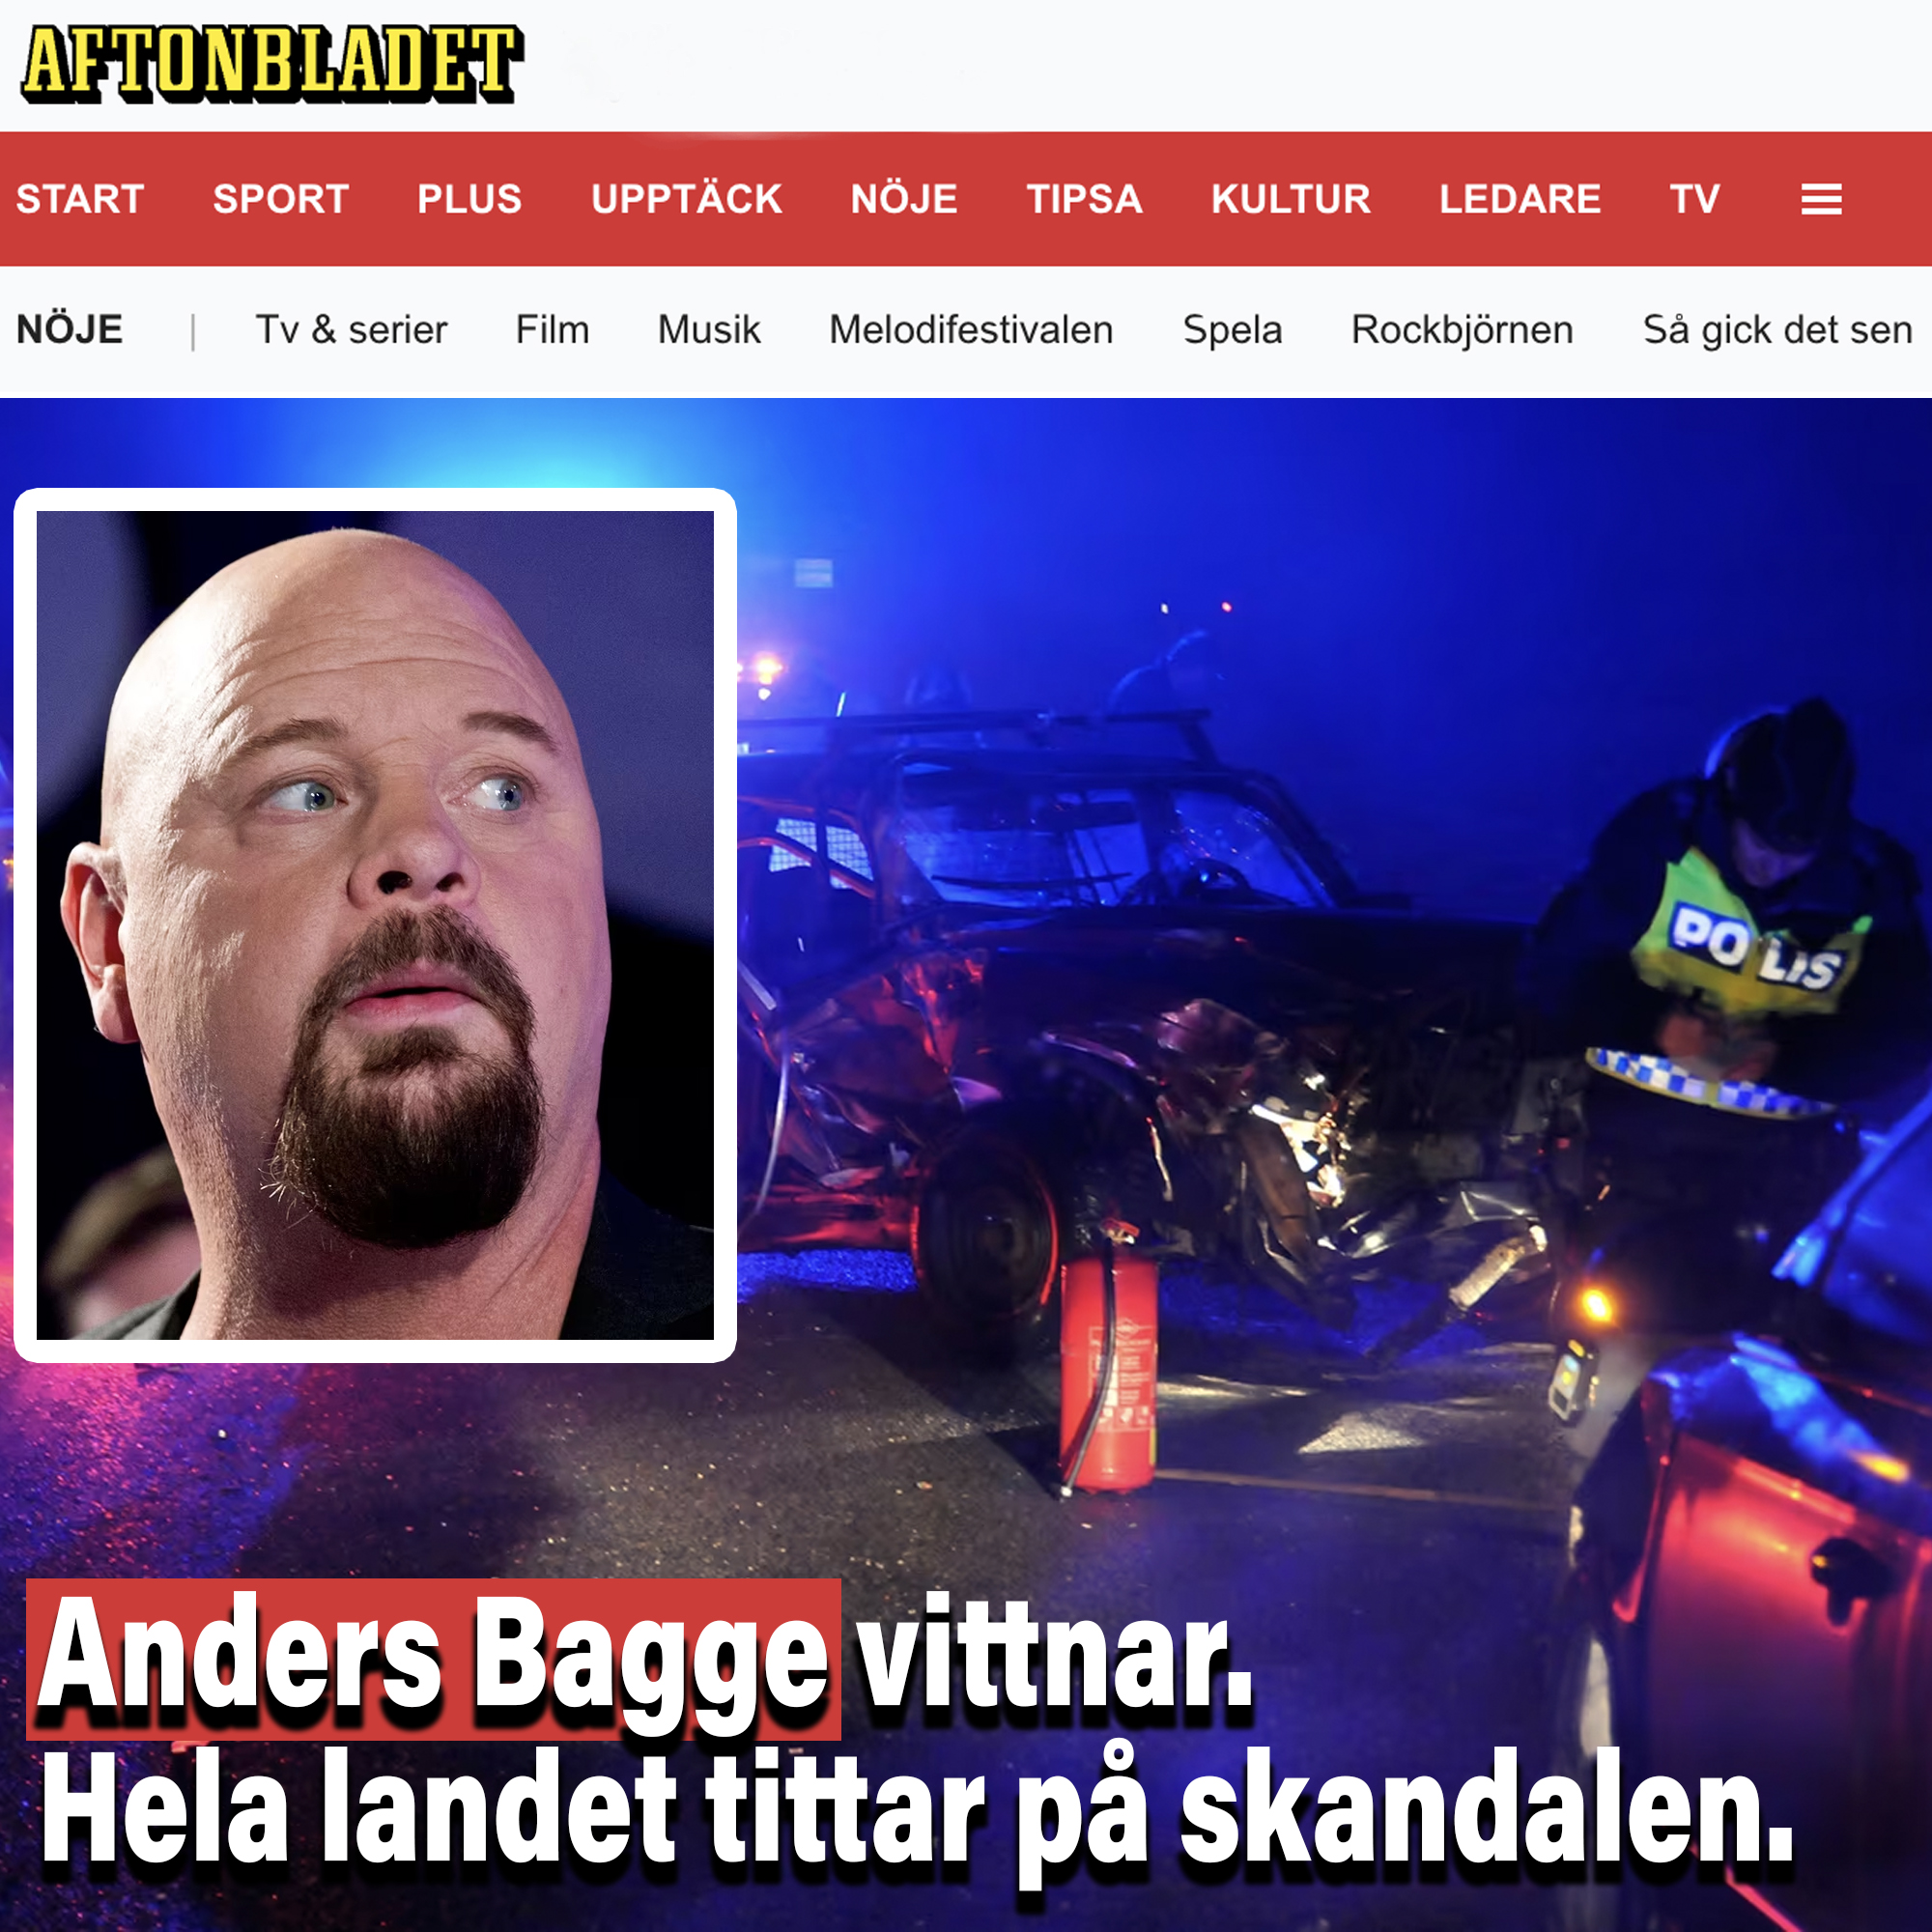 AFTONBLADET
START SPORT PLUS UPPTÄCK NÖJE TIPSA KULTUR LEDARE TV
NÖJE | Tv & serier Film Musik Melodifestivalen Spela Rockbjörnen Så gick det sen
POLIS
Anders Bagge vittnar.
Hela landet tittar på skandalen.